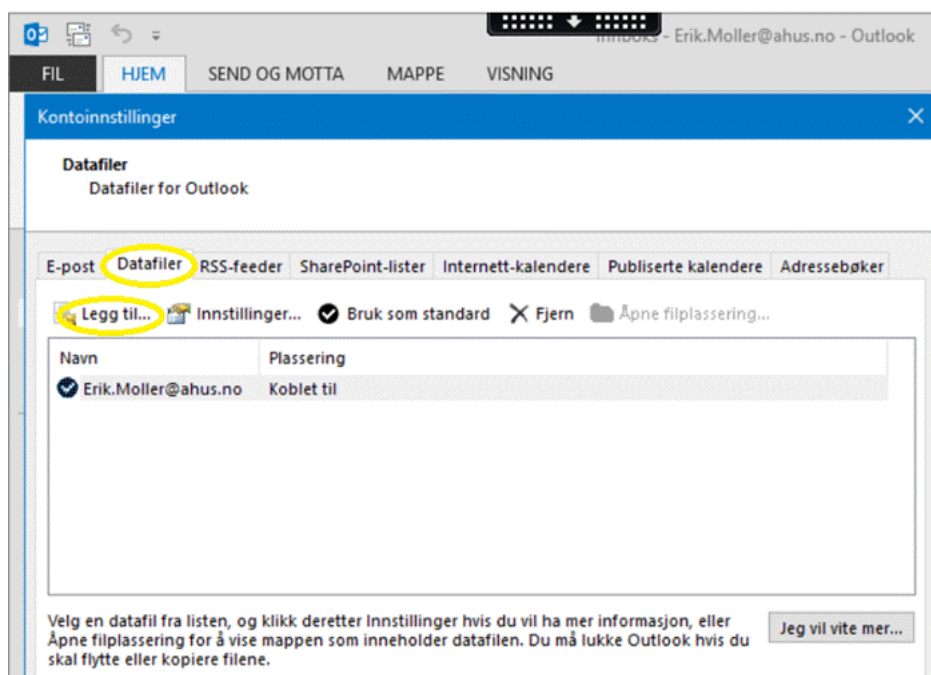 Innboks - Erik.Moller@ahus.no - Outlook
FIL HJEM SEND OG MOTTA MAPPE VISNING
Kontoinnstillinger
Datafiler
Datafiler for Outlook
E-post Datafiler RSS-feeder SharePoint-lister Internett-kalendere Publiserte kalendere Adressebøker
Legg til... Innstillinger... Bruk som standard Fjern Åpne filplassering...
Navn Plassering
Erik.Moller@ahus.no Koblet til
Velg en datafil fra listen, og klikk deretter Innstillinger hvis du vil ha mer informasjon, eller
Åpne filplassering for å vise mappen som inneholder datafilen. Du må lukke Outlook hvis du
skal flytte eller kopiere filene.
Jeg vil vite mer...